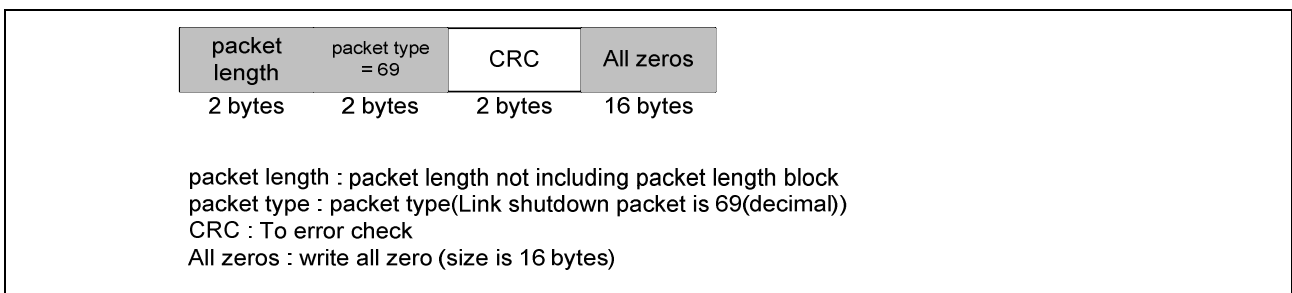 packet length
packet type = 69
CRC
All zeros
2 bytes
2 bytes
2 bytes
16 bytes
packet length : packet length not including packet length block
packet type : packet type(Link shutdown packet is 69(decimal))
CRC : To error check
All zeros : write all zero (size is 16 bytes)